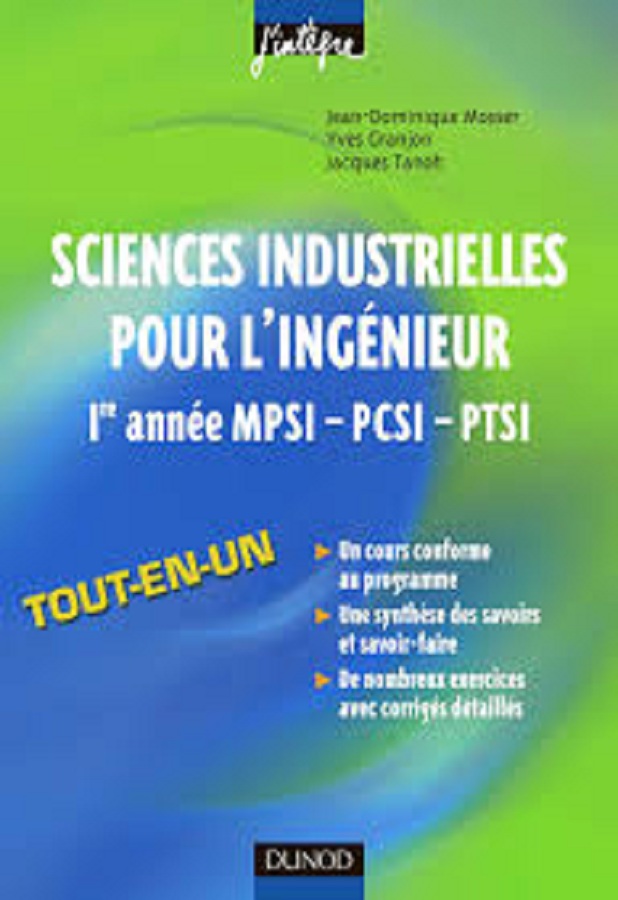 j'intègre
Jean-Dominique Mosser
Yves Granjon
Jacques Tanoh
SCIENCES INDUSTRIELLES
POUR L'INGÉNIEUR
1re année MPSI – PCSI – PTSI
TOUT-EN-UN
► Un cours conforme
au programme
► Une synthèse des savoirs
et savoir-faire
► De nombreux exercices
avec corrigés détaillés
DUNOD